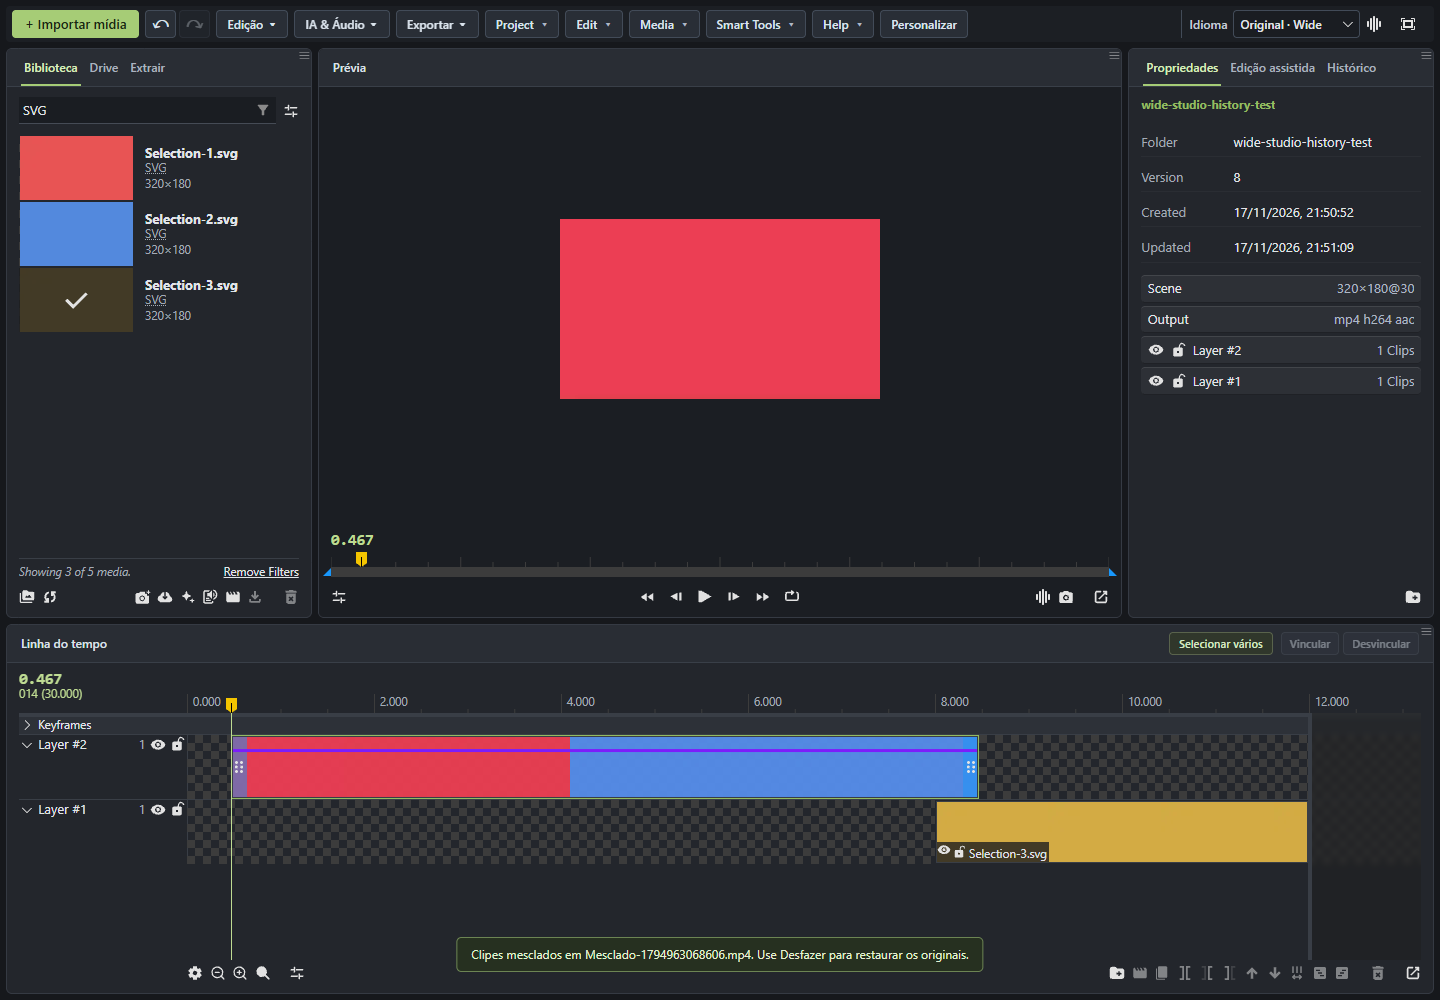 + Importar mídia
Edição
IA & Áudio
Exportar
Project
Edit
Media
Smart Tools
Help
Personalizar
Idioma
Original · Wide
Biblioteca
Drive
Extrair
SVG
Selection-1.svg
SVG
320×180
Selection-2.svg
SVG
320×180
Selection-3.svg
SVG
320×180
Showing 3 of 5 media.
Remove Filters
Prévia
0.467
Propriedades
Edição assistida
Histórico
wide-studio-history-test
Folder wide-studio-history-test
Version 8
Created 17/11/2026, 21:50:52
Updated 17/11/2026, 21:51:09
Scene 320×180@30
Output mp4 h264 aac
Layer #2 1 Clips
Layer #1 1 Clips
Linha do tempo
Selecionar vários
Vincular
Desvincular
0.467
014 (30.000)
0.000 2.000 4.000 6.000 8.000 10.000 12.000
Keyframes
Layer #2 1
Layer #1 1
Selection-3.svg
Clipes mesclados em Mesclado-1794963068606.mp4. Use Desfazer para restaurar os originais.